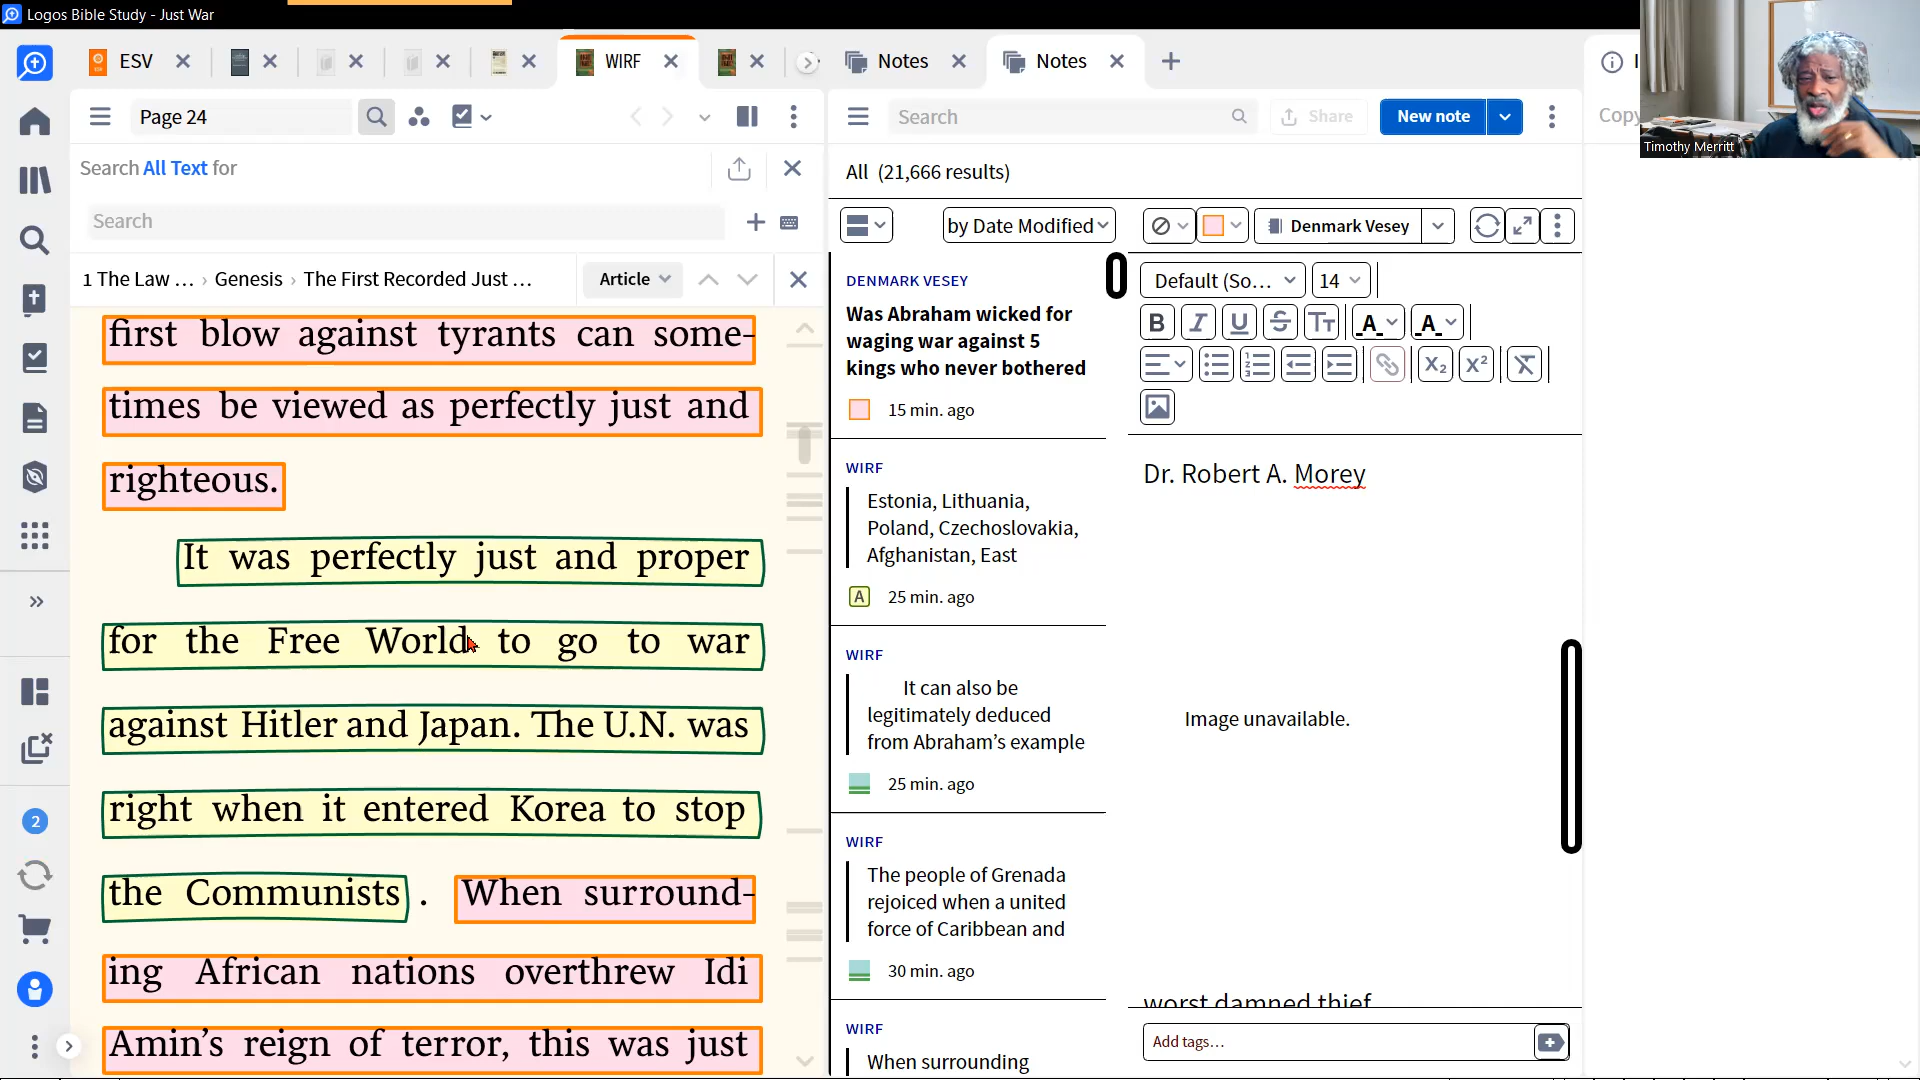 Logos Bible Study - Just War
ESV
WIRF
Notes
Notes
Page 24
Search
Share
New note
Copy
Timothy Merritt
Search All Text for
Search
All (21,666 results)
by Date Modified
Denmark Vesey
1 The Law ... › Genesis › The First Recorded Just ...
Article
first blow against tyrants can some-
times be viewed as perfectly just and
righteous.
It was perfectly just and proper
for the Free World to go to war
against Hitler and Japan. The U.N. was
right when it entered Korea to stop
the Communists . When surround-
ing African nations overthrew Idi
Amin’s reign of terror, this was just
2
DENMARK VESEY
Was Abraham wicked for
waging war against 5
kings who never bothered
15 min. ago
WIRF
Estonia, Lithuania,
Poland, Czechoslovakia,
Afghanistan, East
A
25 min. ago
WIRF
It can also be
legitimately deduced
from Abraham’s example
25 min. ago
WIRF
The people of Grenada
rejoiced when a united
force of Caribbean and
30 min. ago
WIRF
When surrounding
Default (So...
14
B I U S TT A A
X₂ X²
Dr. Robert A. Morey
Image unavailable.
worst damned thief
Add tags...